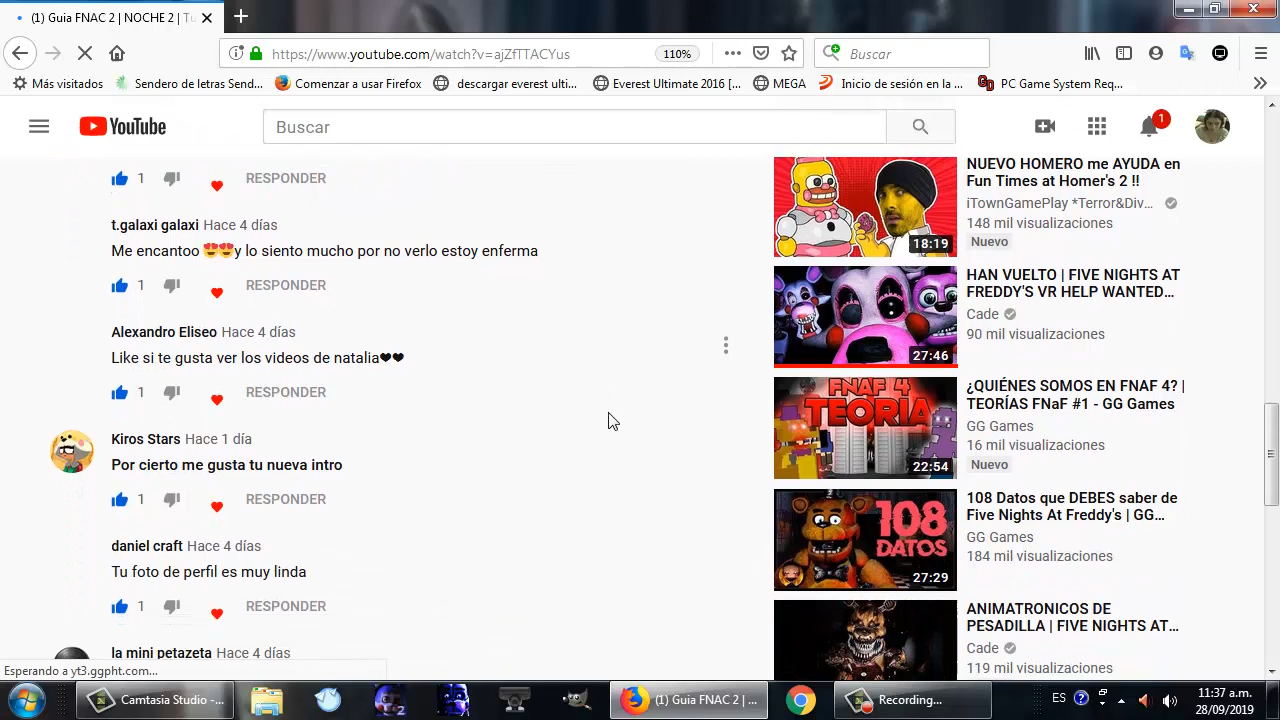 (1) Guia FNAC 2 | NOCHE 2 | Tu
https://www.youtube.com/watch?v=ajZfTTACYus
110%
Buscar
Más visitados
Sendero de letras Send...
Comenzar a usar Firefox
descargar everest ulti...
Everest Ultimate 2016 [...
MEGA
Inicio de sesión en la ...
PC Game System Req...
YouTube
Buscar
1
1 RESPONDER
t.galaxi galaxi Hace 4 días
Me encantoo 😍😍y lo siento mucho por no verlo estoy enferma
1 RESPONDER
Alexandro Eliseo Hace 4 días
Like si te gusta ver los videos de natalia❤❤
1 RESPONDER
Kiros Stars Hace 1 día
Por cierto me gusta tu nueva intro
1 RESPONDER
daniel craft Hace 4 días
Tu foto de perfil es muy linda
1 RESPONDER
la mini petazeta Hace 4 días
NUEVO HOMERO me AYUDA en
Fun Times at Homer's 2 !!
iTownGamePlay *Terror&Div...
148 mil visualizaciones
Nuevo
18:19
HAN VUELTO | FIVE NIGHTS AT
FREDDY'S VR HELP WANTED...
Cade
90 mil visualizaciones
27:46
FNAF 4
TEORIA
22:54
¿QUIÉNES SOMOS EN FNAF 4? |
TEORÍAS FNaF #1 - GG Games
GG Games
16 mil visualizaciones
Nuevo
108
DATOS
27:29
108 Datos que DEBES saber de
Five Nights At Freddy's | GG...
GG Games
184 mil visualizaciones
ANIMATRONICOS DE
PESADILLA | FIVE NIGHTS AT...
Cade
119 mil visualizaciones
Esperando a yt3.ggpht.com...
Camtasia Studio -...
(1) Guia FNAC 2 | ...
Recording...
ES
11:37 a.m.
28/09/2019